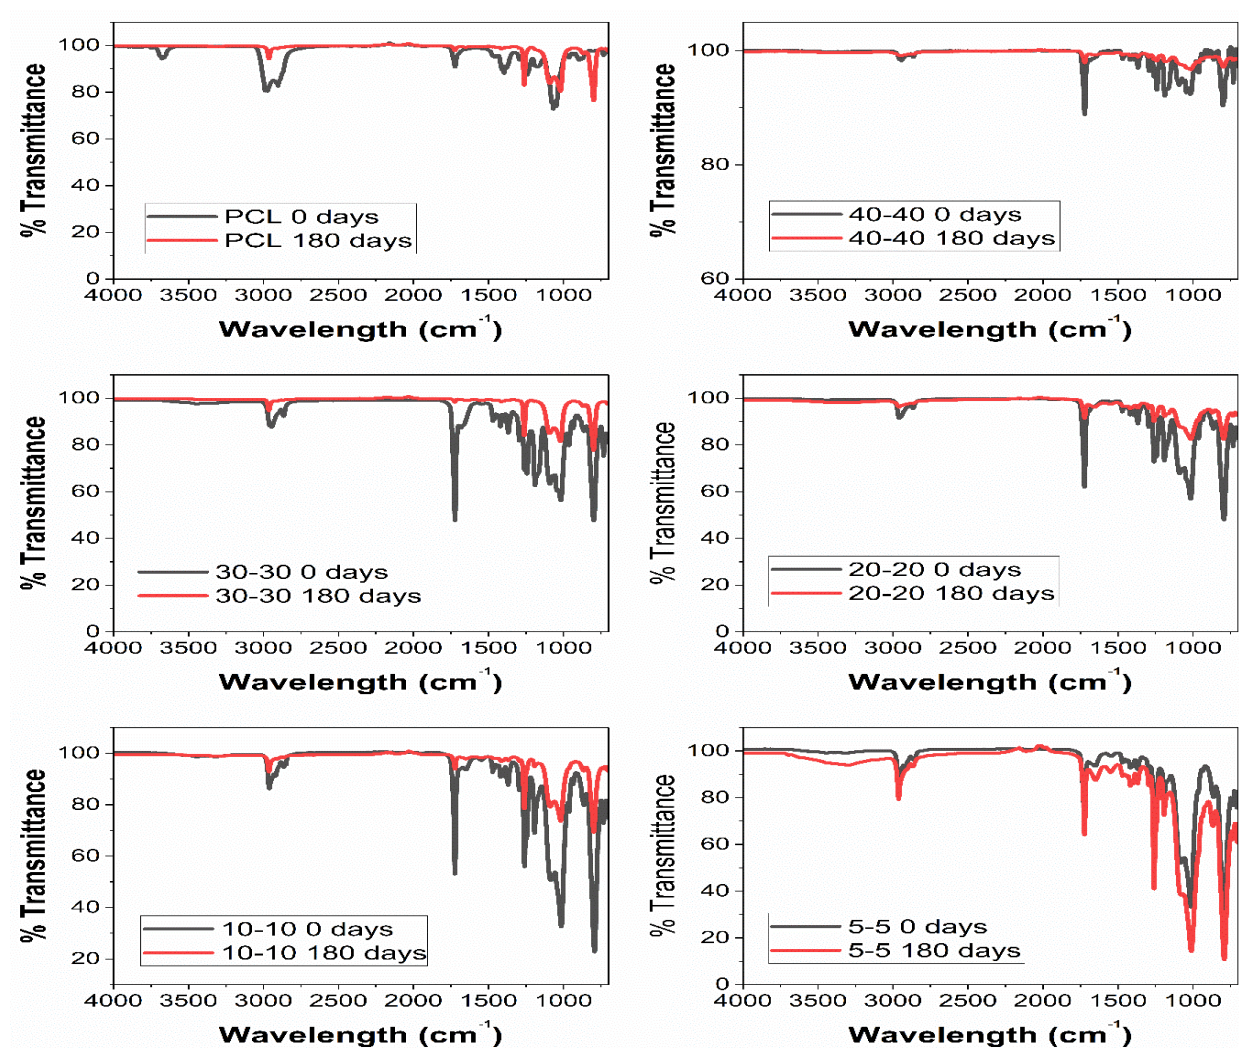 % Transmittance
100
80
60
40
20
0
PCL 0 days
PCL 180 days
4000 3500 3000 2500 2000 1500 1000
Wavelength (cm⁻¹)
% Transmittance
100
80
60
40-40 0 days
40-40 180 days
4000 3500 3000 2500 2000 1500 1000
Wavelength (cm⁻¹)
% Transmittance
100
80
60
40
20
0
30-30 0 days
30-30 180 days
4000 3500 3000 2500 2000 1500 1000
Wavelength (cm⁻¹)
% Transmittance
100
80
60
40
20
0
20-20 0 days
20-20 180 days
4000 3500 3000 2500 2000 1500 1000
Wavelength (cm⁻¹)
% Transmittance
100
80
60
40
20
10-10 0 days
10-10 180 days
4000 3500 3000 2500 2000 1500 1000
Wavelength (cm⁻¹)
% Transmittance
100
80
60
40
20
0
5-5 0 days
5-5 180 days
4000 3500 3000 2500 2000 1500 1000
Wavelength (cm⁻¹)